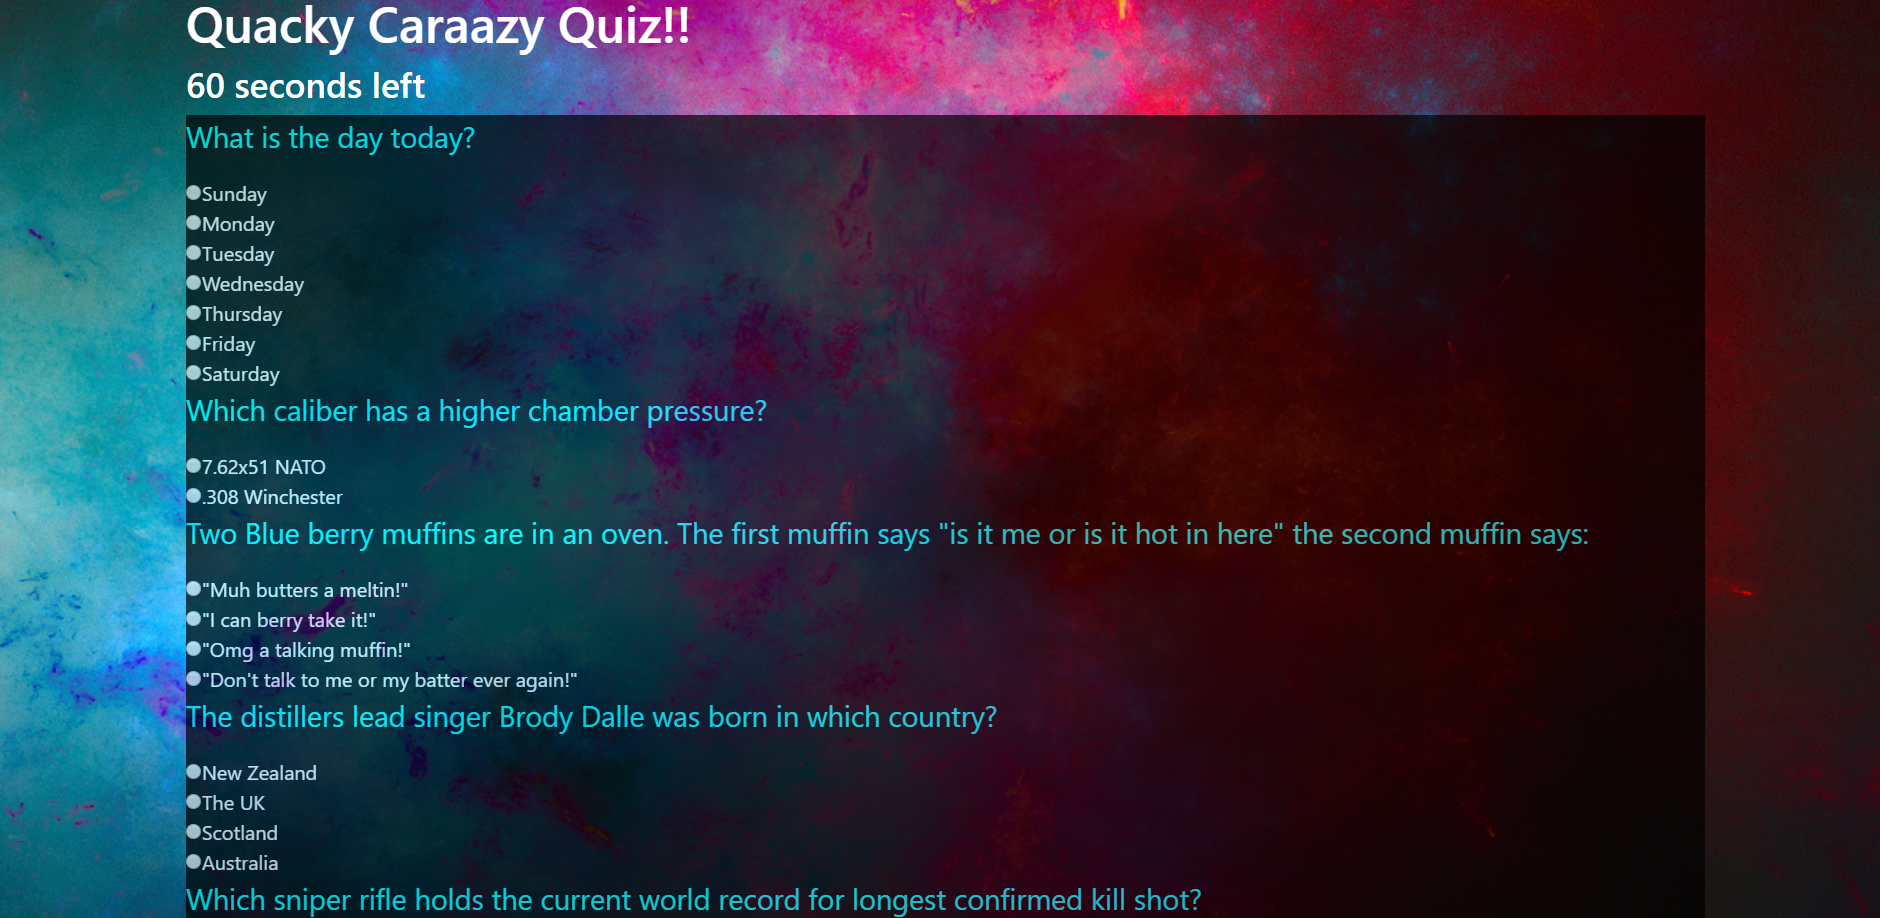 Quacky Caraazy Quiz!!
60 seconds left
What is the day today?
Sunday
Monday
Tuesday
Wednesday
Thursday
Friday
Saturday
Which caliber has a higher chamber pressure?
7.62x51 NATO
.308 Winchester
Two Blue berry muffins are in an oven. The first muffin says "is it me or is it hot in here" the second muffin says:
"Muh butters a meltin!"
"I can berry take it!"
"Omg a talking muffin!"
"Don't talk to me or my batter ever again!"
The distillers lead singer Brody Dalle was born in which country?
New Zealand
The UK
Scotland
Australia
Which sniper rifle holds the current world record for longest confirmed kill shot?